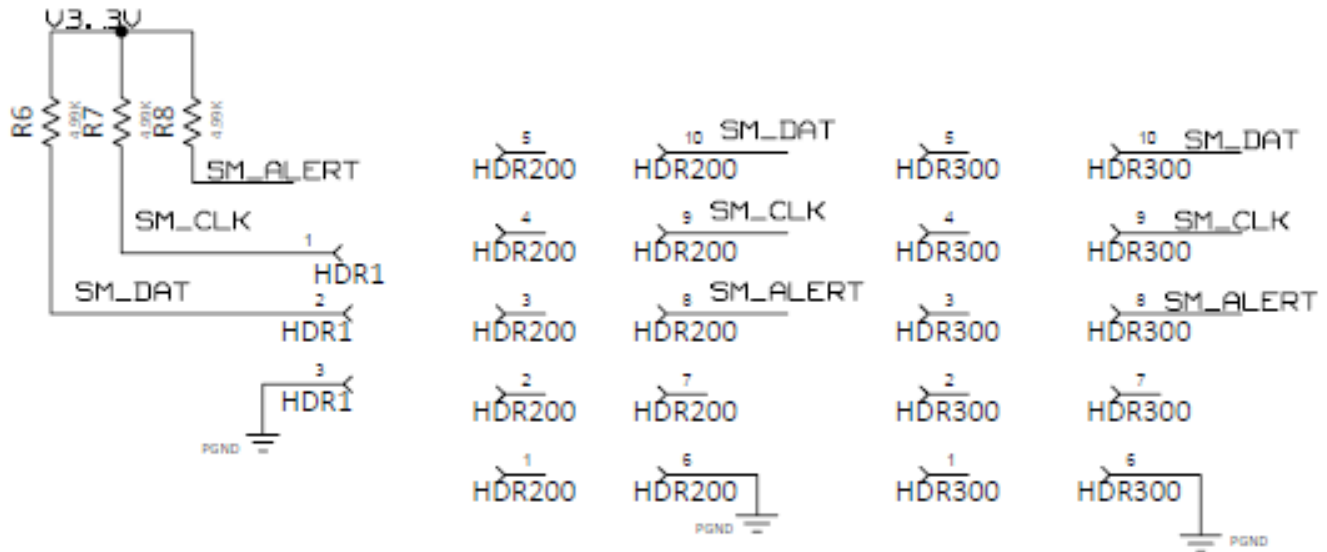 V3.3V
R6
4.99K
R7
4.99K
R8
4.99K
SM_ALERT
SM_CLK
1
HDR1
SM_DAT
2
HDR1
3
HDR1
PGND
5
HDR200
10
SM_DAT
HDR200
4
HDR200
9
SM_CLK
HDR200
3
HDR200
8
SM_ALERT
HDR200
2
HDR200
7
HDR200
1
HDR200
6
HDR200
PGND
5
HDR300
10
SM_DAT
HDR300
4
HDR300
9
SM_CLK
HDR300
3
HDR300
8
SM_ALERT
HDR300
2
HDR300
7
HDR300
1
HDR300
6
HDR300
PGND